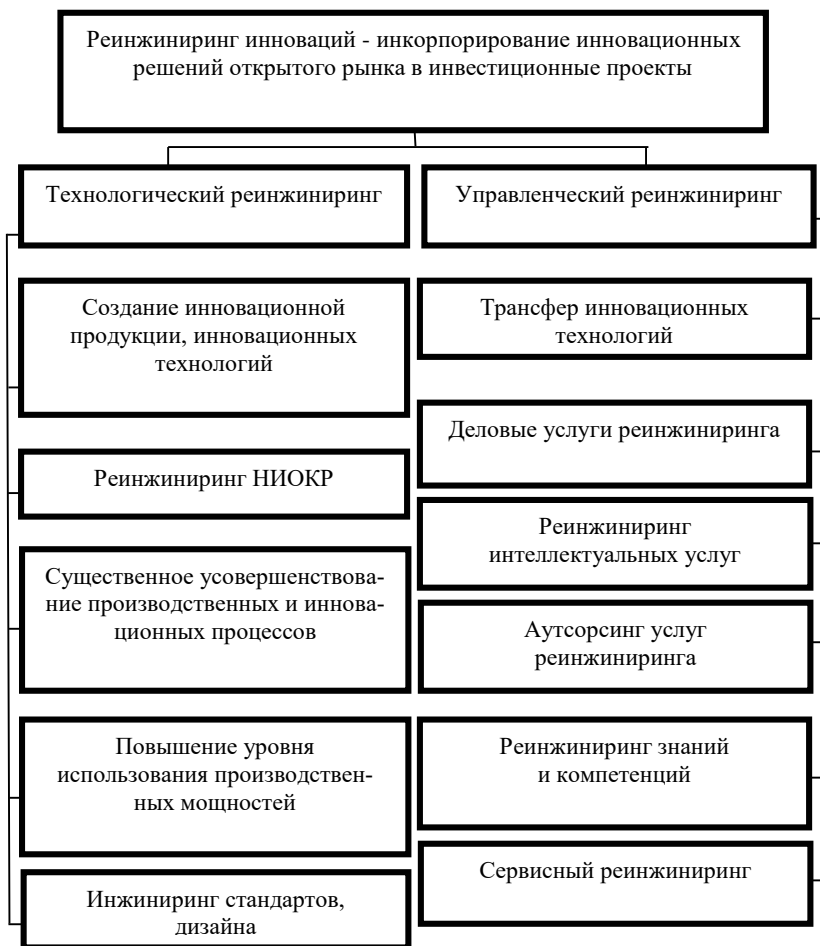 Реинжиниринг инноваций - инкорпорирование инновационных
решений открытого рынка в инвестиционные проекты
Технологический реинжиниринг
Управленческий реинжиниринг
Создание инновационной
продукции, инновационных
технологий
Реинжиниринг НИОКР
Существенное усовершенствова-
ние производственных и иннова-
ционных процессов
Повышение уровня
использования производствен-
ных мощностей
Инжиниринг стандартов,
дизайна
Трансфер инновационных
технологий
Деловые услуги реинжиниринга
Реинжиниринг
интеллектуальных услуг
Аутсорсинг услуг
реинжиниринга
Реинжиниринг знаний
и компетенций
Сервисный реинжиниринг